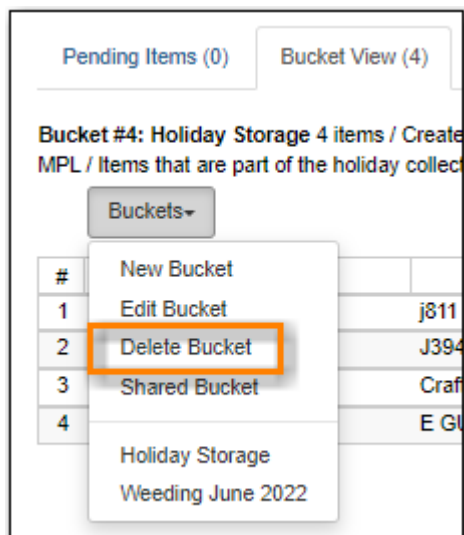 Pending Items (0) Bucket View (4)
Bucket #4: Holiday Storage 4 items / Create
MPL / Items that are part of the holiday collect
Buckets
#
New Bucket
1 Edit Bucket j811
2 Delete Bucket J394
3 Shared Bucket Craf
4 E GU
Holiday Storage
Weeding June 2022